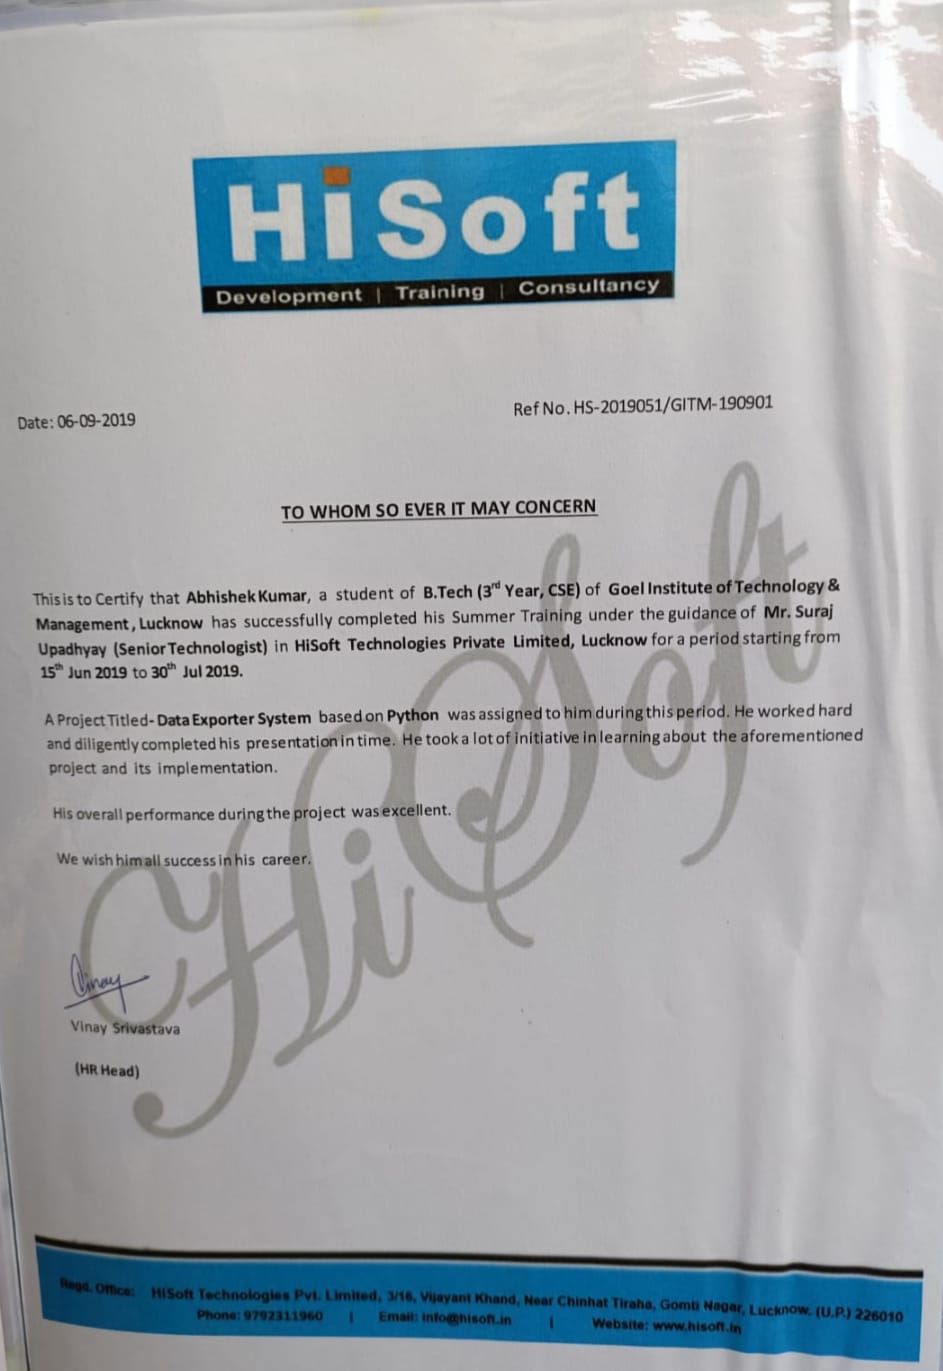 HiSoft
Development | Training | Consultancy
Date: 06-09-2019
Ref No. HS-2019051/GITM-190901
TO WHOM SO EVER IT MAY CONCERN
This is to Certify that Abhishek Kumar, a student of B.Tech (3rd Year, CSE) of Goel Institute of Technology &
Management, Lucknow has successfully completed his Summer Training under the guidance of Mr. Suraj
Upadhyay (Senior Technologist) in HiSoft Technologies Private Limited, Lucknow for a period starting from
15th Jun 2019 to 30th Jul 2019.
A Project Titled- Data Exporter System based on Python was assigned to him during this period. He worked hard
and diligently completed his presentation in time. He took a lot of initiative in learning about the aforementioned
project and its implementation.
His overall performance during the project was excellent.
We wish him all success in his career.
HiSoft
Vinay
Vinay Srivastava
(HR Head)
Regd. Office: HiSoft Technologies Pvt. Limited, 3/16, Vijayant Khand, Near Chinhat Tiraha, Gomti Nagar, Lucknow. (U.P.) 226010
Phone: 9792311960 | Email: info@hisoft.in | Website: www.hisoft.in